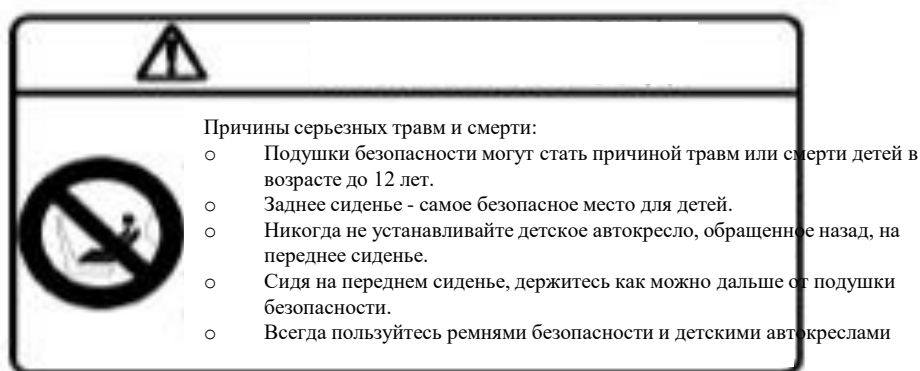 Причины серьезных травм и смерти:
o Подушки безопасности могут стать причиной травм или смерти детей в
возрасте до 12 лет.
o Заднее сиденье - самое безопасное место для детей.
o Никогда не устанавливайте детское автокресло, обращенное назад, на
переднее сиденье.
o Сидя на переднем сиденье, держитесь как можно дальше от подушки
безопасности.
o Всегда пользуйтесь ремнями безопасности и детскими автокреслами